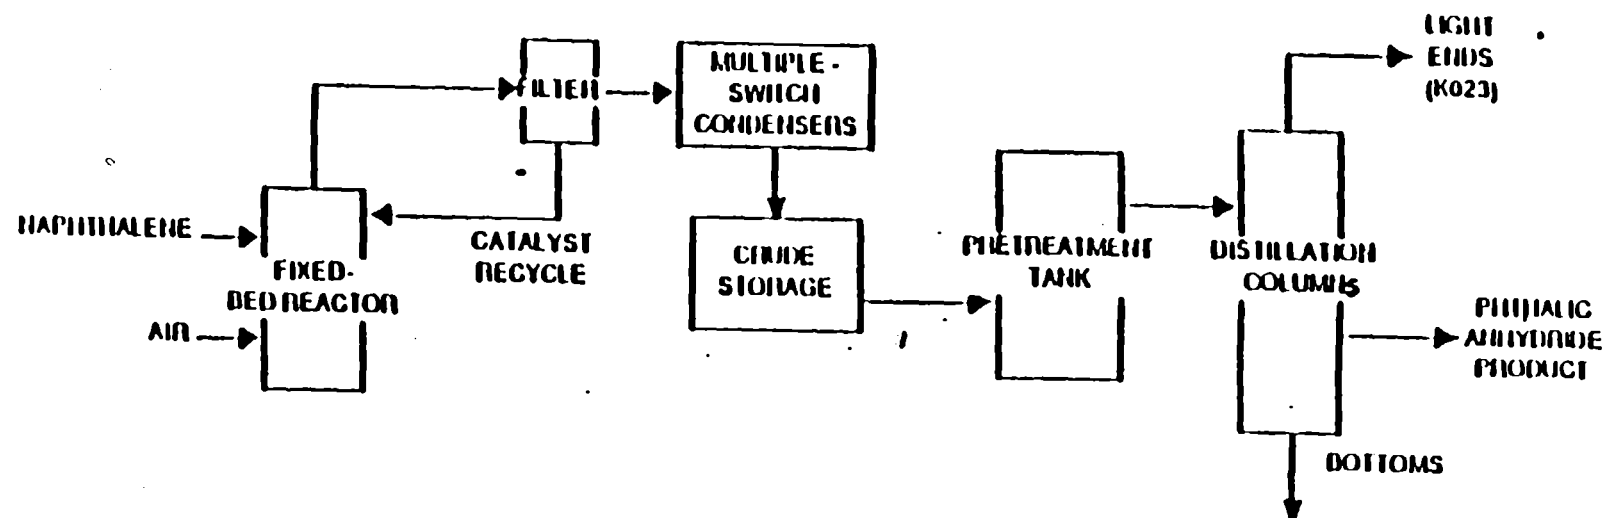 LIGHT
ENDS
(K023)
MULTIPLE-
SWITCH
CONDENSERS
FILTER
NAPHTHALENE
CATALYST
RECYCLE
FIXED-
BED REACTOR
AIR
CRUDE
STORAGE
PRETREATMENT
TANK
DISTILLATION
COLUMNS
PHTHALIC
ANHYDRIDE
PRODUCT
BOTTOMS